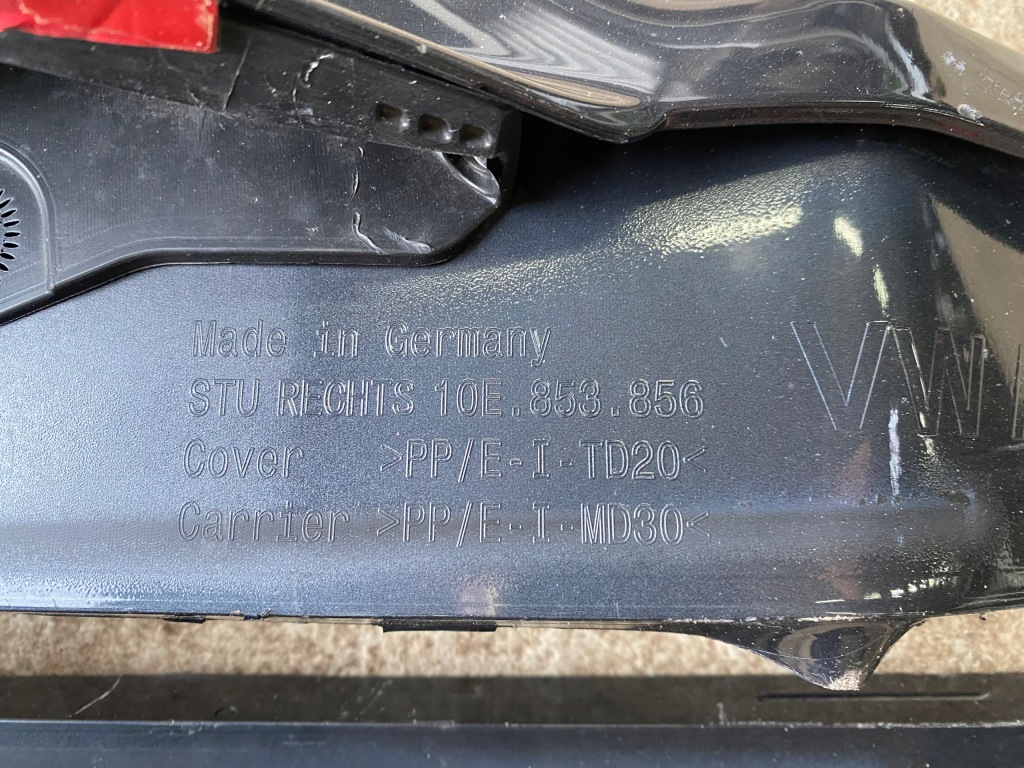 Made in Germany
STU RECHTS 10E.853.856
Cover >PP/E-I-TD20<
Carrier >PP/E-I-MD30<